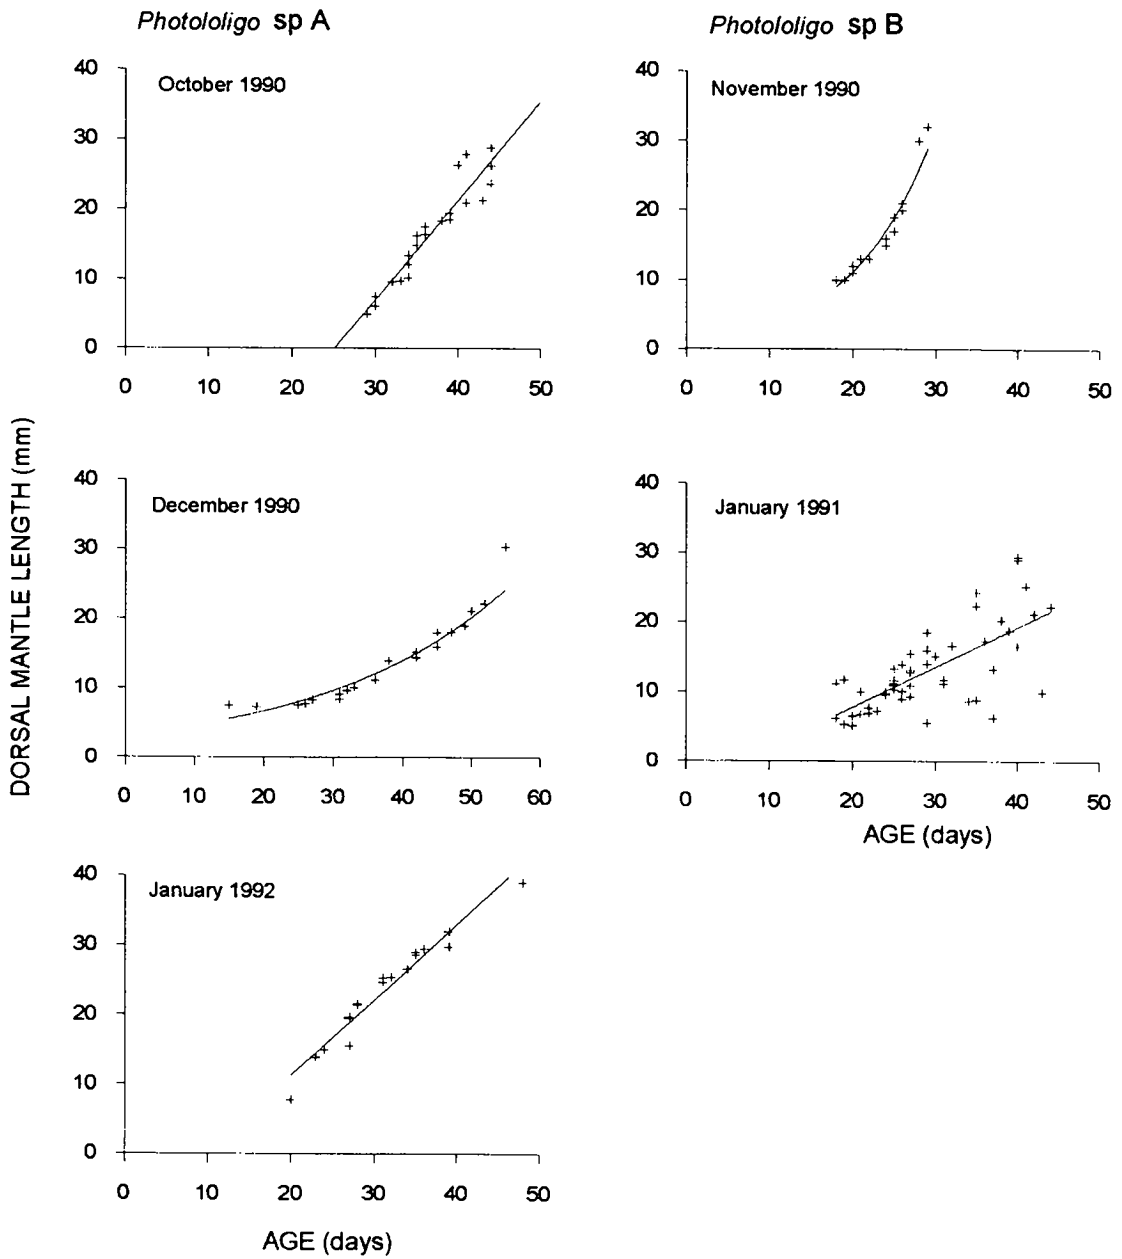 Photololigo sp A
Photololigo sp B
DORSAL MANTLE LENGTH (mm)
October 1990
40
30
20
10
0
0 10 20 30 40 50
November 1990
40
30
20
10
0
0 10 20 30 40 50
December 1990
40
30
20
10
0
0 10 20 30 40 50 60
January 1991
40
30
20
10
0
0 10 20 30 40 50
AGE (days)
January 1992
40
30
20
10
0
0 10 20 30 40 50
AGE (days)